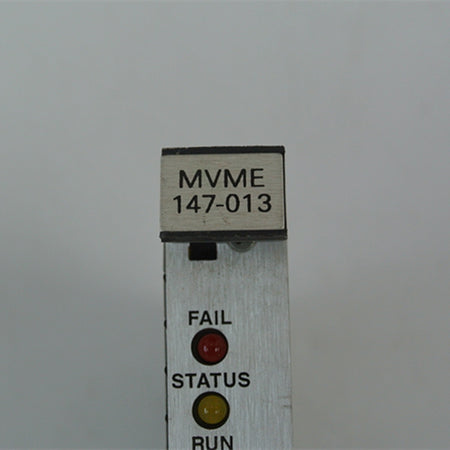 MVME
147-013
FAIL
STATUS
RUN